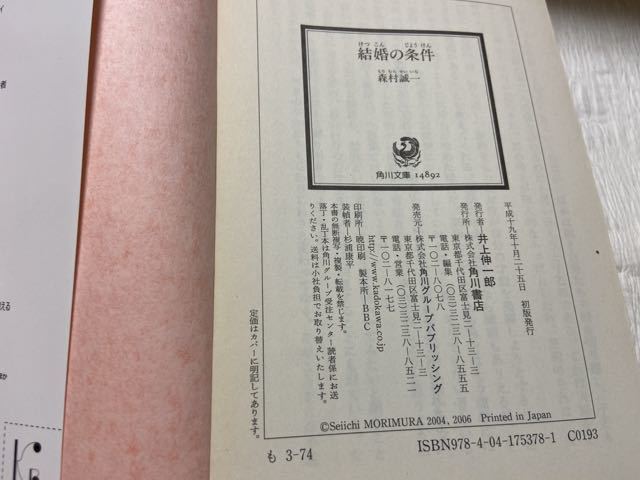 けっこん じょうけん
結婚の条件
もりむらせいいち
森村誠一
角川文庫 14892
平成十九年十月二十五日 初版発行
発行者―井上伸一郎
発行所―株式会社角川書店
東京都千代田区富士見二―十三―三
電話・編集(〇三)三二三八―八五五五
〒一〇二―八〇七八
発売元―株式会社角川グループパブリッシング
東京都千代田区富士見二―十三―三
電話・営業(〇三)三二三八―八五二一
〒一〇二―八一七七
http://www.kadokawa.co.jp
印刷所―暁印刷 製本所―BBC
装幀者―杉浦康平
本書の無断複写・複製・転載を禁じます。
落丁・乱丁本は角川グループ受注センター読者係にお送
りください。送料は小社負担でお取り替えいたします。
定価はカバーに明記してあります。
©Seiichi MORIMURA 2004, 2006 Printed in Japan
も 3-74
ISBN978-4-04-175378-1 C0193